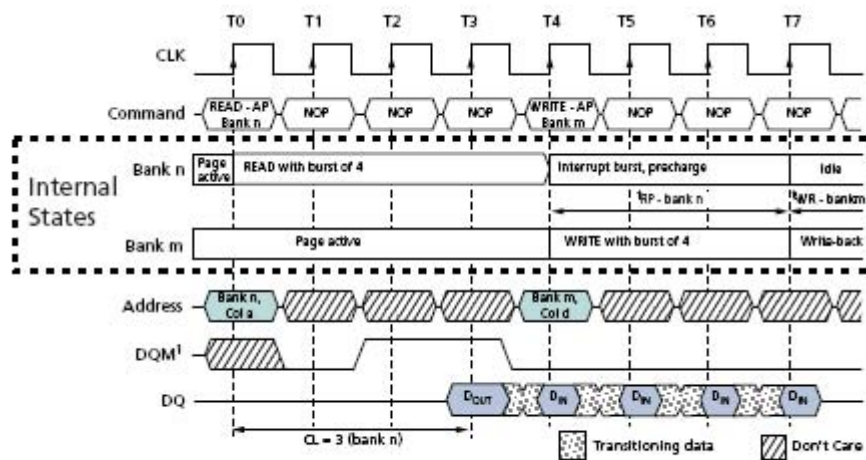 T0 T1 T2 T3 T4 T5 T6 T7
CLK
Command
READ - AP
Bank n
NOP
NOP
NOP
WRITE - AP
Bank m
NOP
NOP
NOP
Internal
States
Bank n
Page
active
READ with burst of 4
Interrupt burst, precharge
Idle
tRP - bank n
tWR - bankm
Bank m
Page active
WRITE with burst of 4
Write-back
Address
Bank n,
Col a
Bank m,
Col d
DQM1
DQ
DOUT
DIN
DIN
DIN
DIN
CL = 3 (bank n)
Transitioning data
Don't Care